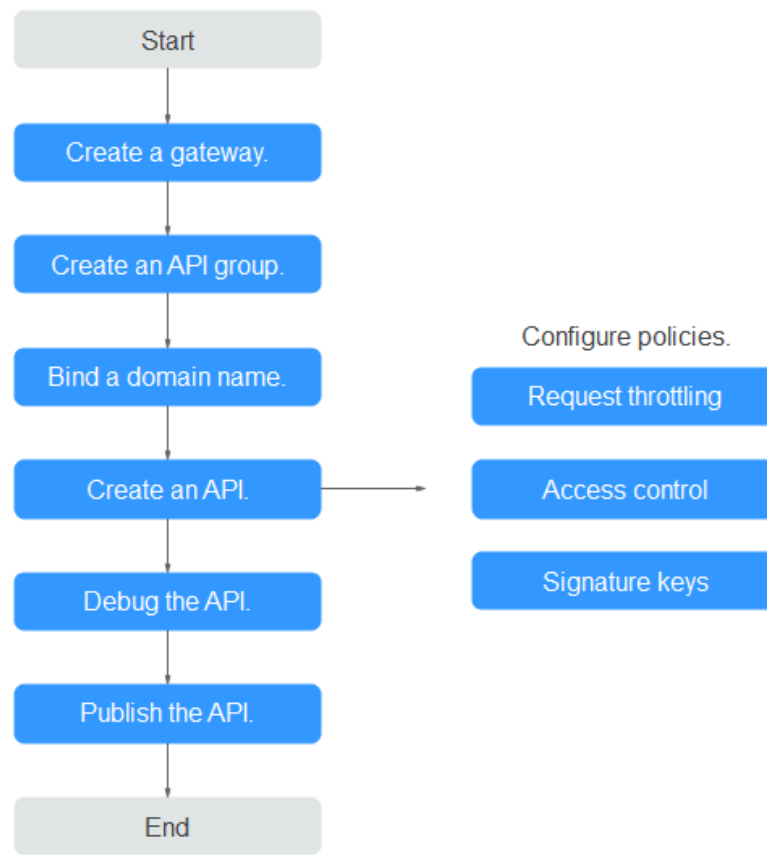 Start
Create a gateway.
Create an API group.
Bind a domain name.
Create an API.
Debug the API.
Publish the API.
End
Configure policies.
Request throttling
Access control
Signature keys